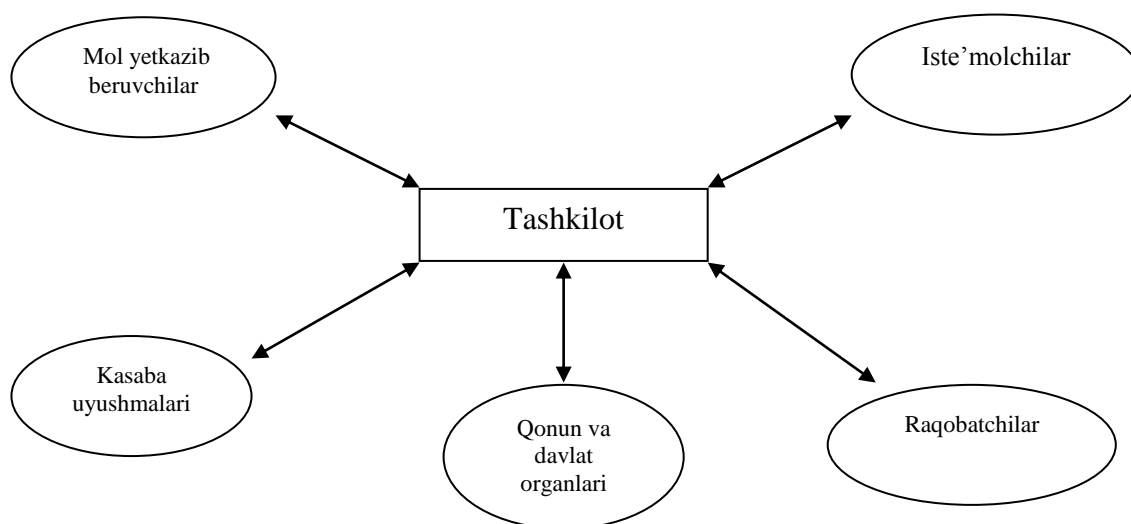 Mol yetkazib
beruvchilar
Iste’molchilar
Tashkilot
Kasaba
uyushmalari
Qonun va
davlat
organlari
Raqobatchilar